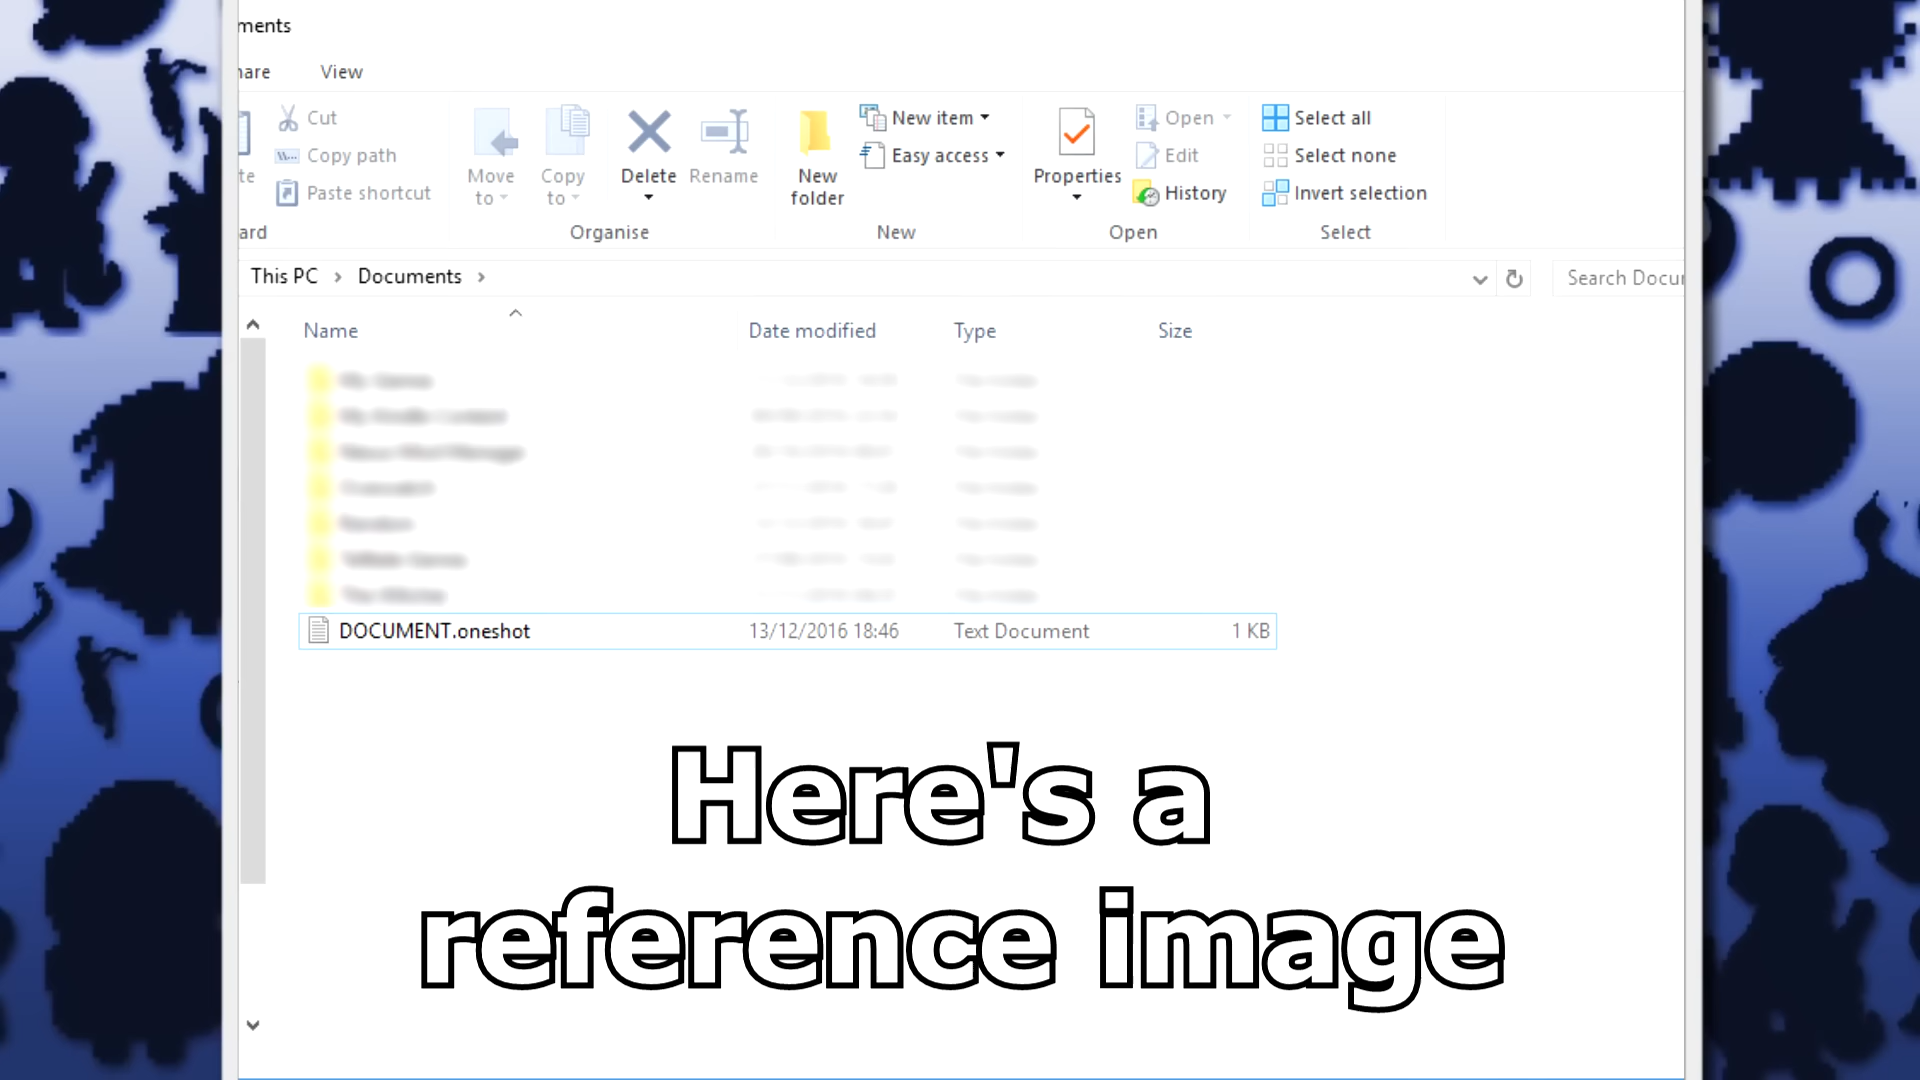 ments
hare
View
Cut
Copy path
Paste shortcut
te
ard
Move to
Copy to
Delete
Rename
Organise
New folder
New item
Easy access
New
Properties
Open
Edit
History
Open
Select all
Select none
Invert selection
Select
This PC > Documents >
Search Docu
Name Date modified Type Size
DOCUMENT.oneshot 13/12/2016 18:46 Text Document 1 KB
Here's a
reference image